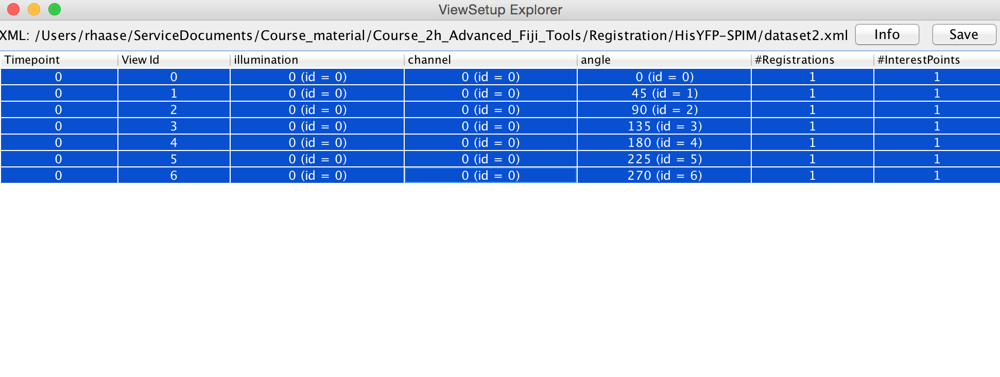 ViewSetup Explorer
XML: /Users/rhaase/ServiceDocuments/Course_material/Course_2h_Advanced_Fiji_Tools/Registration/HisYFP-SPIM/dataset2.xml Info Save
Timepoint View Id illumination channel angle #Registrations #InterestPoints
0 0 0 (id = 0) 0 (id = 0) 0 (id = 0) 1 1
0 1 0 (id = 0) 0 (id = 0) 45 (id = 1) 1 1
0 2 0 (id = 0) 0 (id = 0) 90 (id = 2) 1 1
0 3 0 (id = 0) 0 (id = 0) 135 (id = 3) 1 1
0 4 0 (id = 0) 0 (id = 0) 180 (id = 4) 1 1
0 5 0 (id = 0) 0 (id = 0) 225 (id = 5) 1 1
0 6 0 (id = 0) 0 (id = 0) 270 (id = 6) 1 1